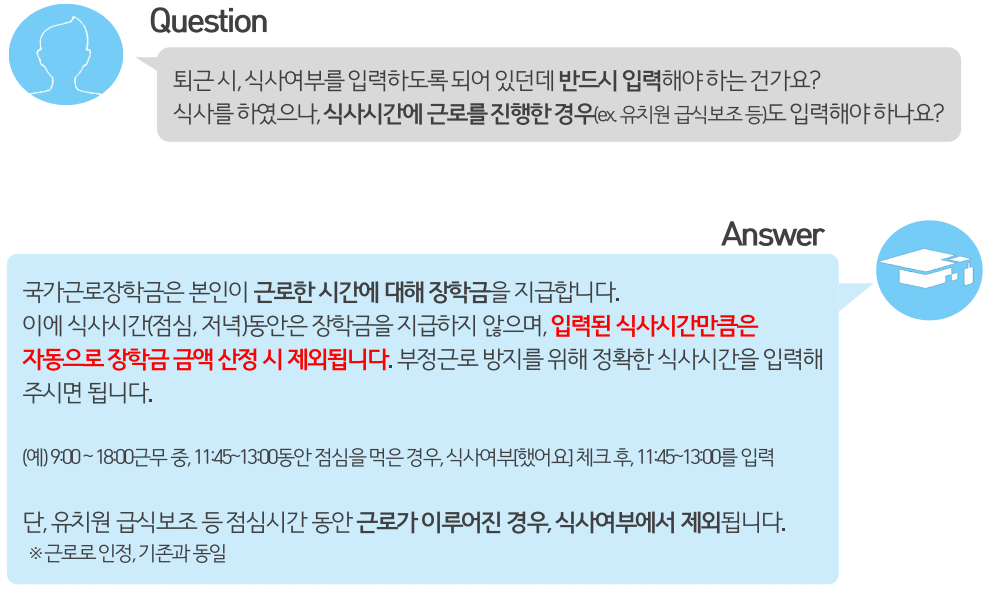 Question
퇴근 시, 식사여부를 입력하도록 되어 있던데 반드시 입력해야 하는 건가요?
식사를 하였으나, 식사시간에 근로를 진행한 경우(ex. 유치원 급식보조 등)도 입력해야 하나요?
Answer
국가근로장학금은 본인이 근로한 시간에 대해 장학금을 지급합니다.
이에 식사시간(점심, 저녁)동안은 장학금을 지급하지 않으며, 입력된 식사시간만큼은
자동으로 장학금 금액 산정 시 제외됩니다. 부정근로 방지를 위해 정확한 식사시간을 입력해
주시면 됩니다.
(예) 9:00 ~ 18:00근무 중, 11:45~13:00동안 점심을 먹은 경우, 식사여부[했어요] 체크 후, 11:45~13:00를 입력
단, 유치원 급식보조 등 점심시간 동안 근로가 이루어진 경우, 식사여부에서 제외됩니다.
※ 근로로 인정, 기존과 동일